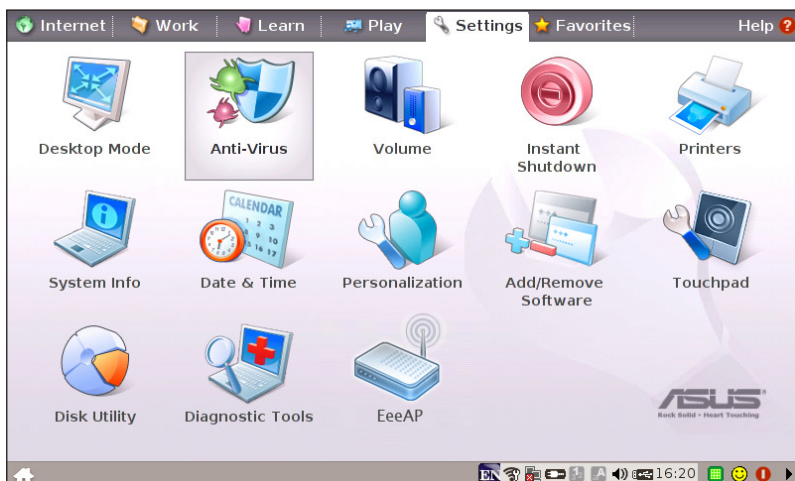 Internet Work Learn Play Settings Favorites Help ?
Desktop Mode Anti-Virus Volume Instant Shutdown Printers
CALENDAR
System Info Date & Time Personalization Add/Remove Software Touchpad
Disk Utility Diagnostic Tools EeeAP
ASUS
Rock Solid • Heart Touching
EN 16:20